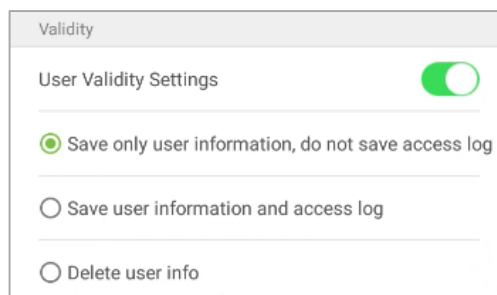 Validity
User Validity Settings
Save only user information, do not save access log
Save user information and access log
Delete user info